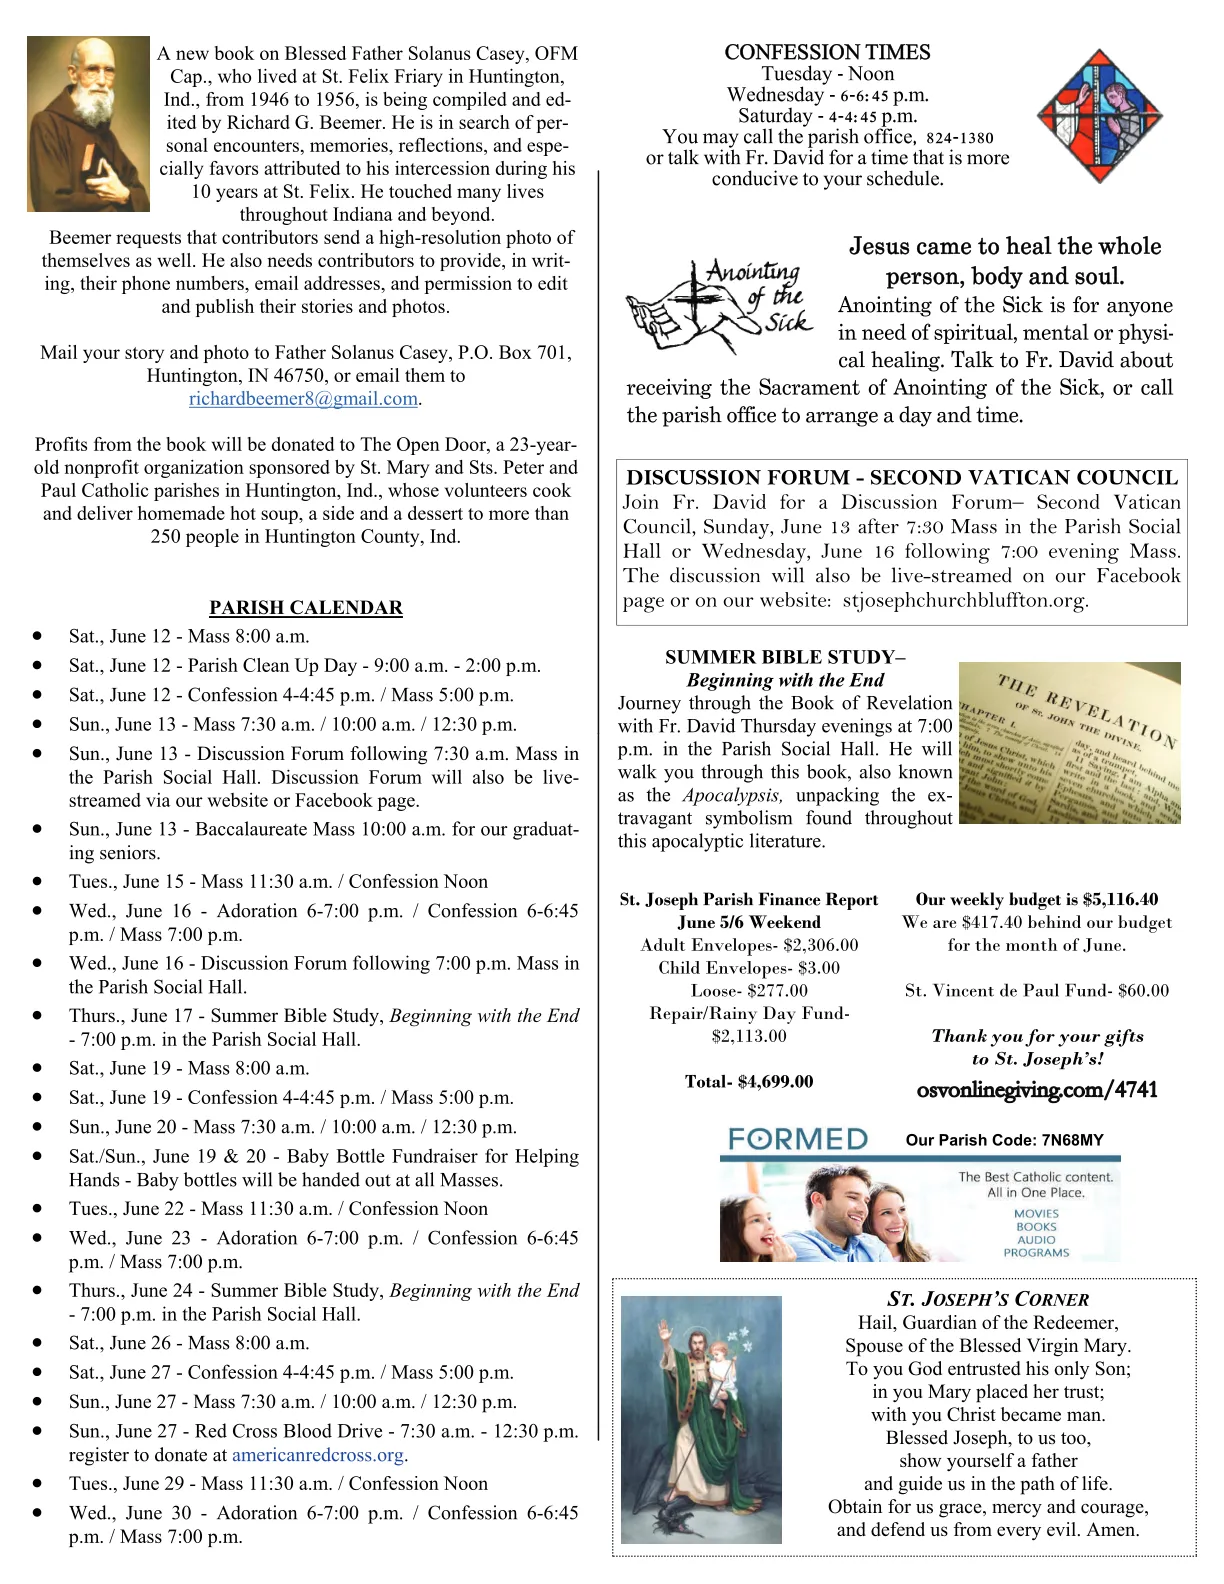 A new book on Blessed Father Solanus Casey, OFM
Cap., who lived at St. Felix Friary in Huntington,
Ind., from 1946 to 1956, is being compiled and ed-
ited by Richard G. Beemer. He is in search of per-
sonal encounters, memories, reflections, and espe-
cially favors attributed to his intercession during his
10 years at St. Felix. He touched many lives
throughout Indiana and beyond.
Beemer requests that contributors send a high-resolution photo of
themselves as well. He also needs contributors to provide, in writ-
ing, their phone numbers, email addresses, and permission to edit
and publish their stories and photos.
Mail your story and photo to Father Solanus Casey, P.O. Box 701,
Huntington, IN 46750, or email them to
richardbeemer8@gmail.com.
Profits from the book will be donated to The Open Door, a 23-year-
old nonprofit organization sponsored by St. Mary and Sts. Peter and
Paul Catholic parishes in Huntington, Ind., whose volunteers cook
and deliver homemade hot soup, a side and a dessert to more than
250 people in Huntington County, Ind.
PARISH CALENDAR
• Sat., June 12 - Mass 8:00 a.m.
• Sat., June 12 - Parish Clean Up Day - 9:00 a.m. - 2:00 p.m.
• Sat., June 12 - Confession 4-4:45 p.m. / Mass 5:00 p.m.
• Sun., June 13 - Mass 7:30 a.m. / 10:00 a.m. / 12:30 p.m.
• Sun., June 13 - Discussion Forum following 7:30 a.m. Mass in
the Parish Social Hall. Discussion Forum will also be live-
streamed via our website or Facebook page.
• Sun., June 13 - Baccalaureate Mass 10:00 a.m. for our graduat-
ing seniors.
• Tues., June 15 - Mass 11:30 a.m. / Confession Noon
• Wed., June 16 - Adoration 6-7:00 p.m. / Confession 6-6:45
p.m. / Mass 7:00 p.m.
• Wed., June 16 - Discussion Forum following 7:00 p.m. Mass in
the Parish Social Hall.
• Thurs., June 17 - Summer Bible Study, Beginning with the End
- 7:00 p.m. in the Parish Social Hall.
• Sat., June 19 - Mass 8:00 a.m.
• Sat., June 19 - Confession 4-4:45 p.m. / Mass 5:00 p.m.
• Sun., June 20 - Mass 7:30 a.m. / 10:00 a.m. / 12:30 p.m.
• Sat./Sun., June 19 & 20 - Baby Bottle Fundraiser for Helping
Hands - Baby bottles will be handed out at all Masses.
• Tues., June 22 - Mass 11:30 a.m. / Confession Noon
• Wed., June 23 - Adoration 6-7:00 p.m. / Confession 6-6:45
p.m. / Mass 7:00 p.m.
• Thurs., June 24 - Summer Bible Study, Beginning with the End
- 7:00 p.m. in the Parish Social Hall.
• Sat., June 26 - Mass 8:00 a.m.
• Sat., June 27 - Confession 4-4:45 p.m. / Mass 5:00 p.m.
• Sun., June 27 - Mass 7:30 a.m. / 10:00 a.m. / 12:30 p.m.
• Sun., June 27 - Red Cross Blood Drive - 7:30 a.m. - 12:30 p.m.
register to donate at americanredcross.org.
• Tues., June 29 - Mass 11:30 a.m. / Confession Noon
• Wed., June 30 - Adoration 6-7:00 p.m. / Confession 6-6:45
p.m. / Mass 7:00 p.m.
CONFESSION TIMES
Tuesday - Noon
Wednesday - 6-6:45 p.m.
Saturday - 4-4:45 p.m.
You may call the parish office, 824-1380
or talk with Fr. David for a time that is more
conducive to your schedule.
Anointing
of the
Sick
Jesus came to heal the whole
person, body and soul.
Anointing of the Sick is for anyone
in need of spiritual, mental or physi-
cal healing. Talk to Fr. David about
receiving the Sacrament of Anointing of the Sick, or call
the parish office to arrange a day and time.
DISCUSSION FORUM - SECOND VATICAN COUNCIL
Join Fr. David for a Discussion Forum– Second Vatican
Council, Sunday, June 13 after 7:30 Mass in the Parish Social
Hall or Wednesday, June 16 following 7:00 evening Mass.
The discussion will also be live-streamed on our Facebook
page or on our website: stjosephchurchbluffton.org.
SUMMER BIBLE STUDY–
Beginning with the End
Journey through the Book of Revelation
with Fr. David Thursday evenings at 7:00
p.m. in the Parish Social Hall. He will
walk you through this book, also known
as the Apocalypsis, unpacking the ex-
travagant symbolism found throughout
this apocalyptic literature.
THE REVELATION
OF ST. JOHN THE DIVINE.
CHAPTER I.
St. Joseph Parish Finance Report
June 5/6 Weekend
Adult Envelopes- $2,306.00
Child Envelopes- $3.00
Loose- $277.00
Repair/Rainy Day Fund-
$2,113.00
Total- $4,699.00
Our weekly budget is $5,116.40
We are $417.40 behind our budget
for the month of June.
St. Vincent de Paul Fund- $60.00
Thank you for your gifts
to St. Joseph's!
osvonlinegiving.com/4741
FORMED
Our Parish Code: 7N68MY
The Best Catholic content.
All in One Place.
MOVIES
BOOKS
AUDIO
PROGRAMS
ST. JOSEPH'S CORNER
Hail, Guardian of the Redeemer,
Spouse of the Blessed Virgin Mary.
To you God entrusted his only Son;
in you Mary placed her trust;
with you Christ became man.
Blessed Joseph, to us too,
show yourself a father
and guide us in the path of life.
Obtain for us grace, mercy and courage,
and defend us from every evil. Amen.